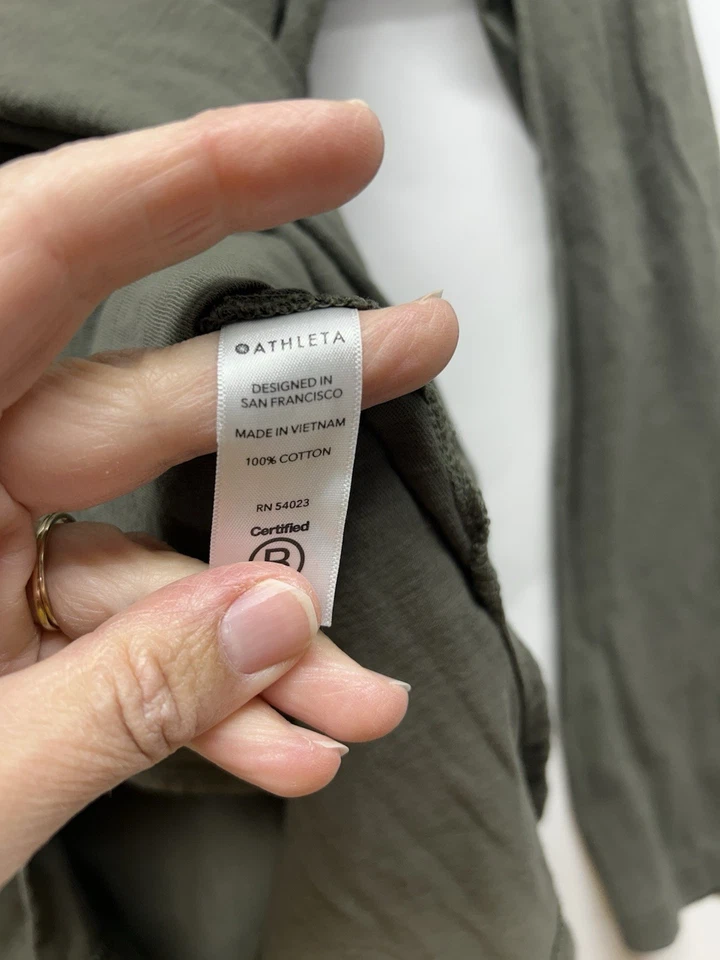 ATHLETA
DESIGNED IN
SAN FRANCISCO
MADE IN VIETNAM
100% COTTON
RN 54023
Certified
B